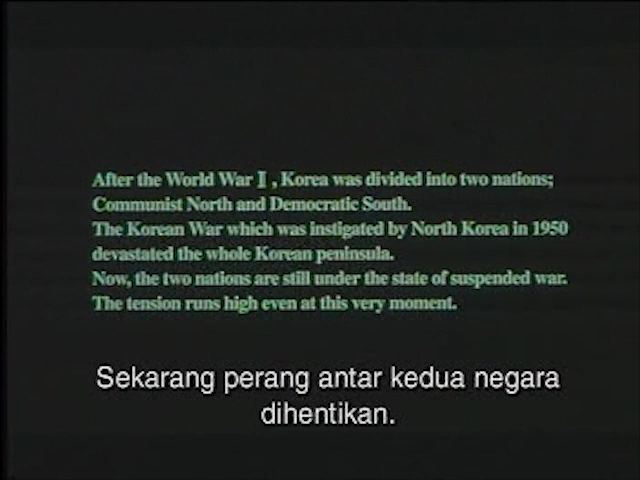 After the World War Ⅱ , Korea was divided into two nations;
Communist North and Democratic South.
The Korean War which was instigated by North Korea in 1950
devastated the whole Korean peninsula.
Now, the two nations are still under the state of suspended war.
The tension runs high even at this very moment.
Sekarang perang antar kedua negara
dihentikan.